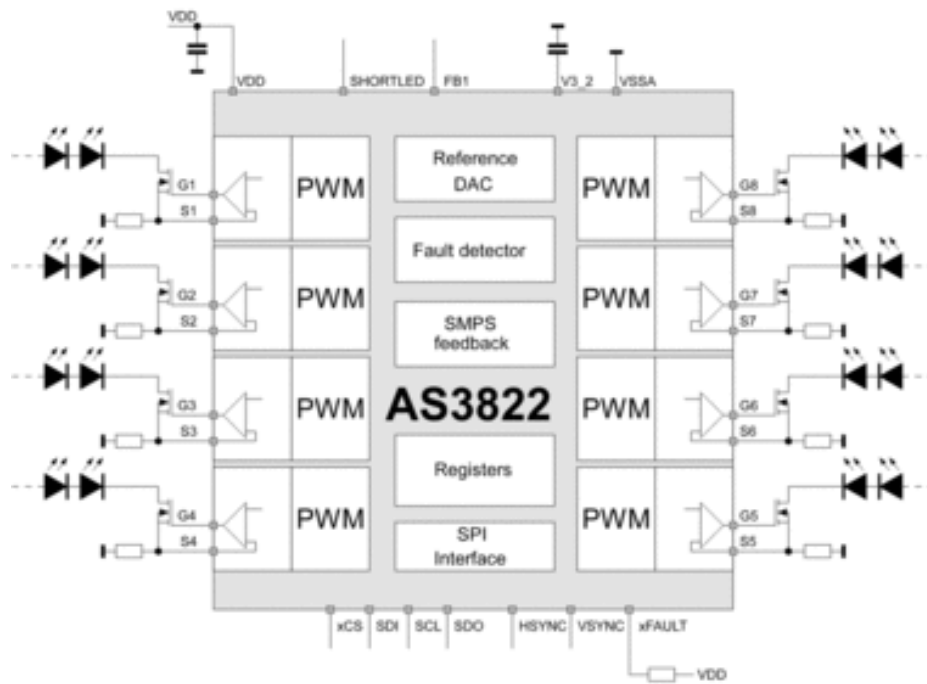 VDD
VDD SHORTLED FB1 V3_2 VSSA
G1 PWM Reference PWM G8
S1 DAC S8
Fault detector
G2 PWM PWM G7
S2 SMPS S7
feedback
G3 PWM AS3822 PWM G6
S3 S6
Registers
G4 PWM PWM G5
S4 SPI S5
Interface
xCS SDI SCL SDO HSYNC VSYNC xFAULT
VDD